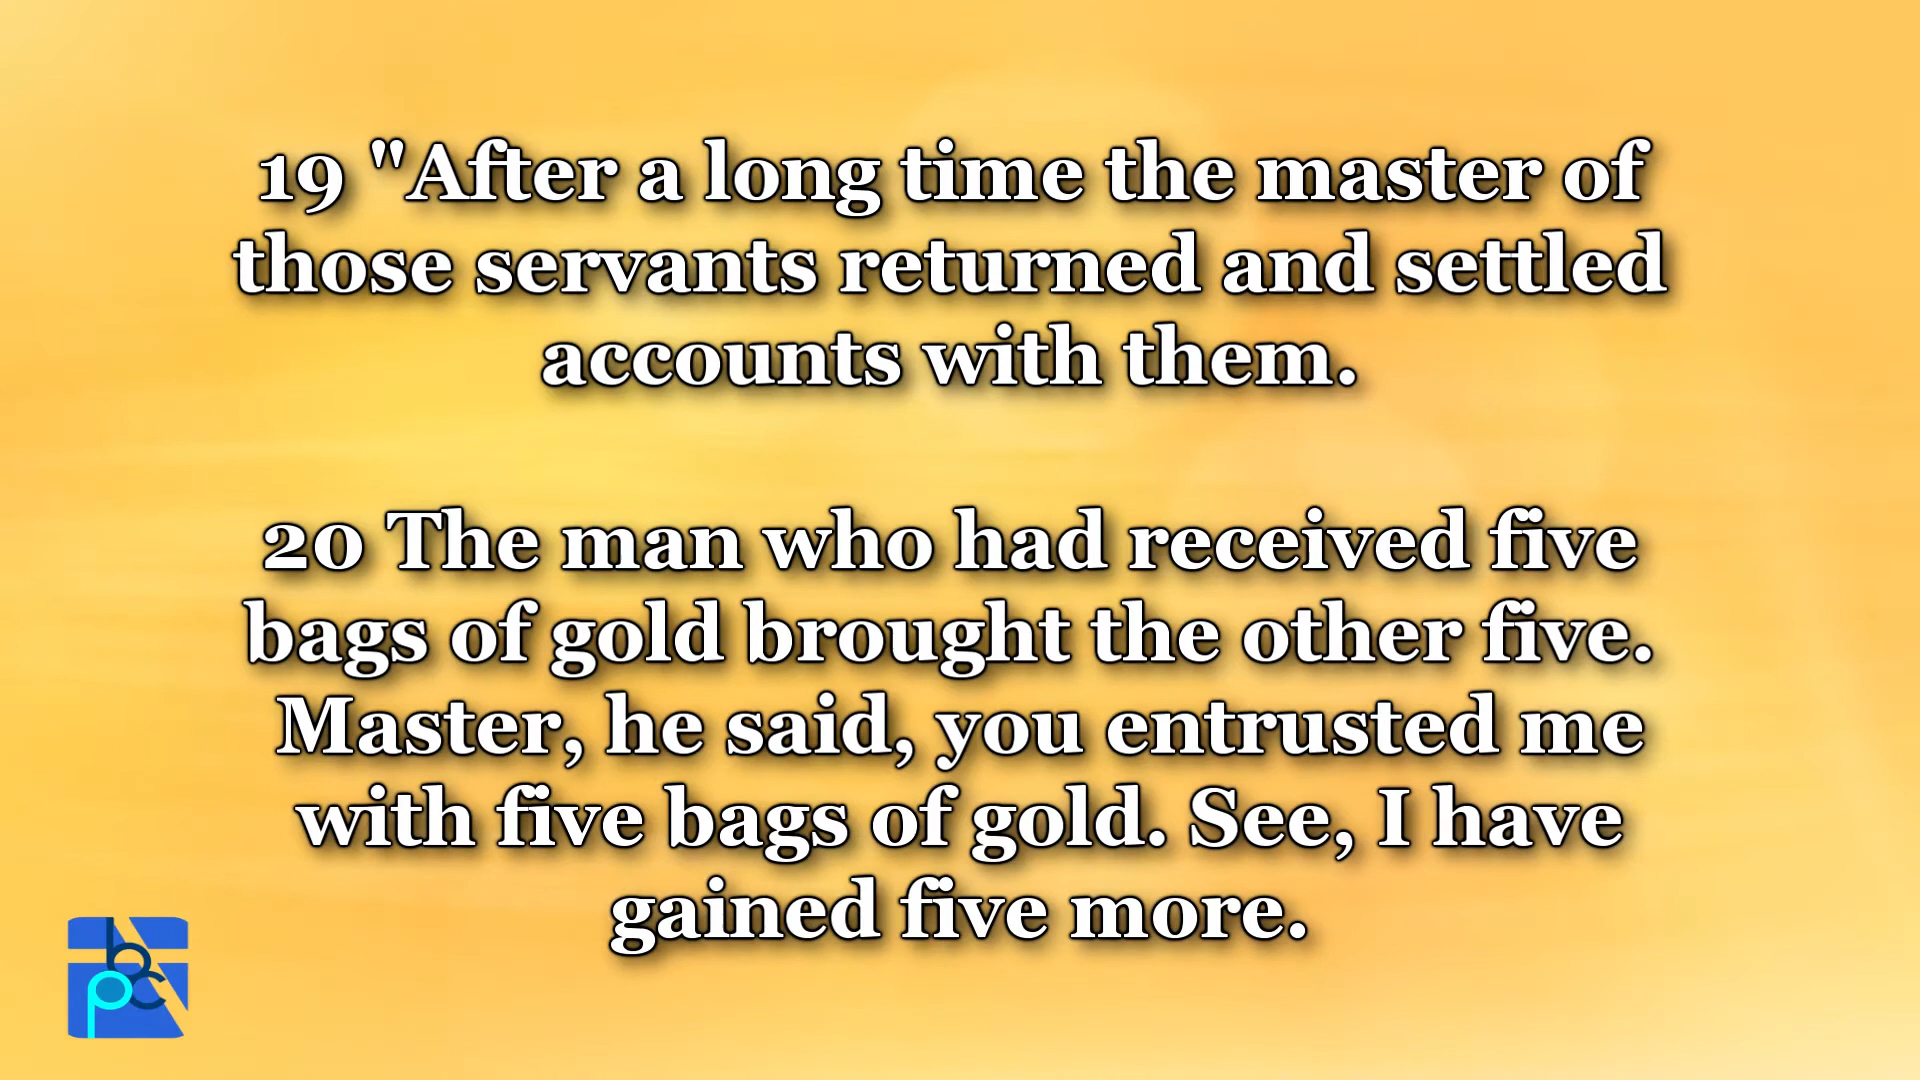 19 "After a long time the master of
those servants returned and settled
accounts with them.
20 The man who had received five
bags of gold brought the other five.
Master, he said, you entrusted me
with five bags of gold. See, I have
gained five more.
pbc